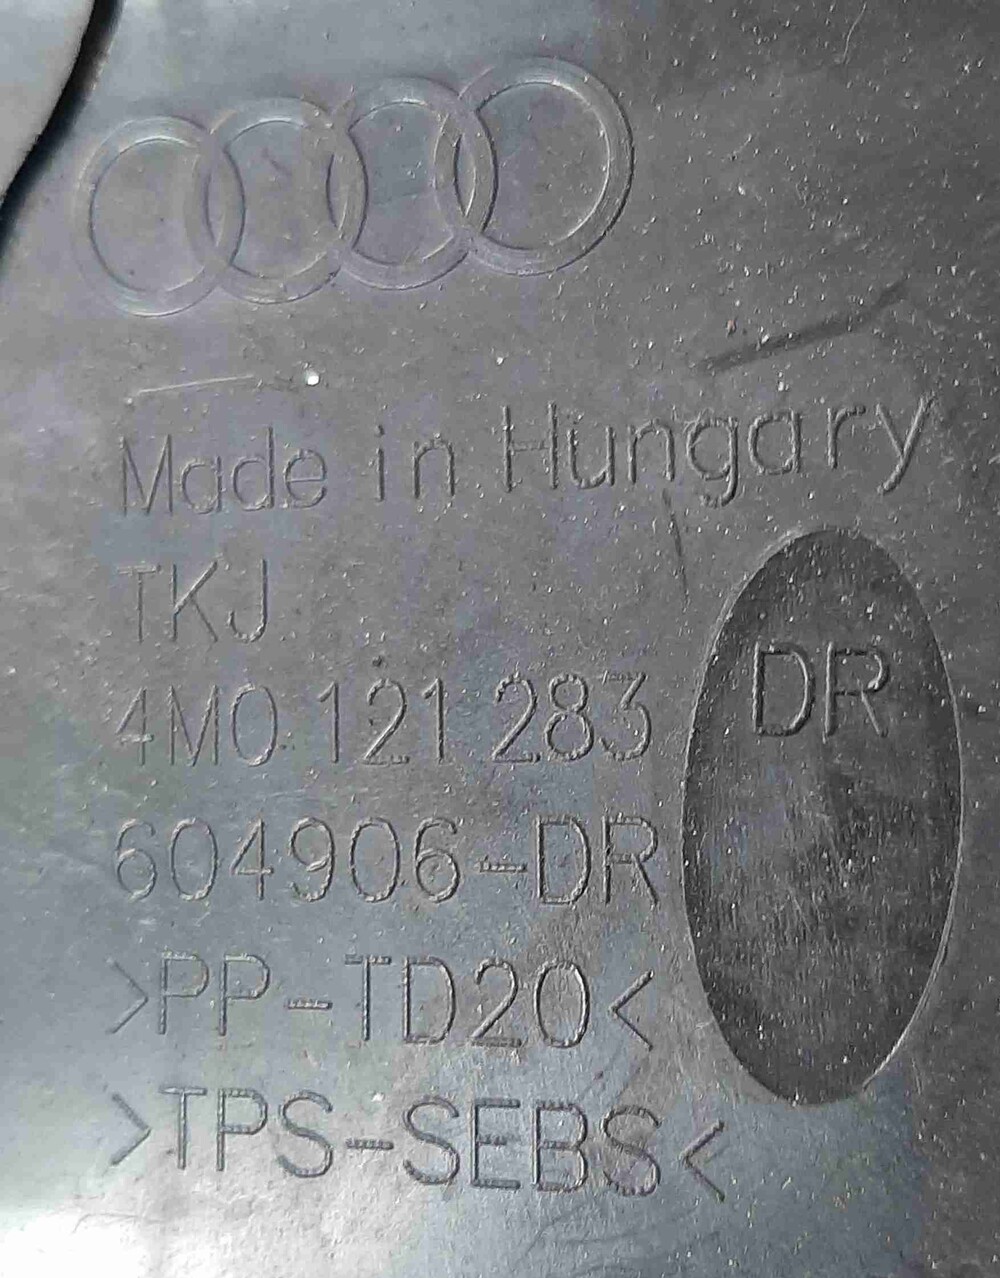 Made in Hungary
TKJ
DR
4M0 121 283
604906-DR
>PP-TD20<
>TPS-SEBS<